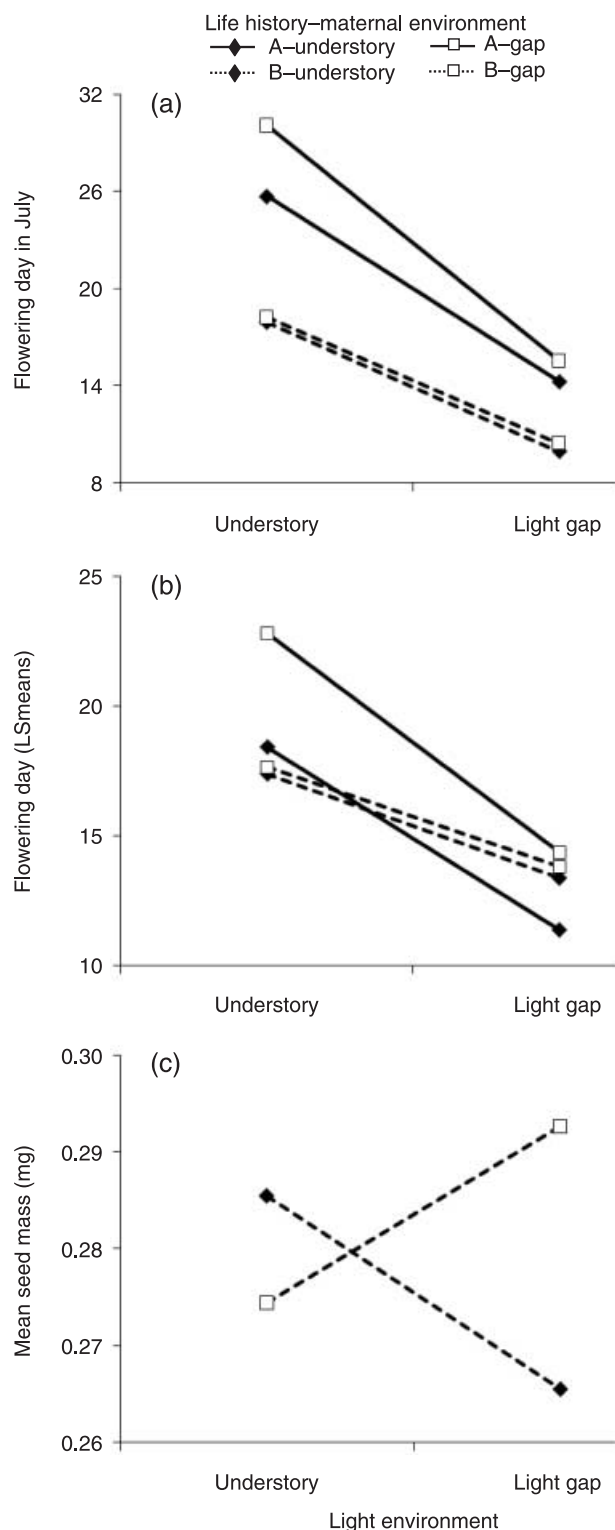 Life history–maternal environment
A–understory A–gap
B–understory B–gap
(a)
Flowering day in July
32
26
20
14
8
Understory Light gap
(b)
Flowering day (LSmeans)
25
20
15
10
Understory Light gap
(c)
Mean seed mass (mg)
0.30
0.29
0.28
0.27
0.26
Understory Light gap
Light environment